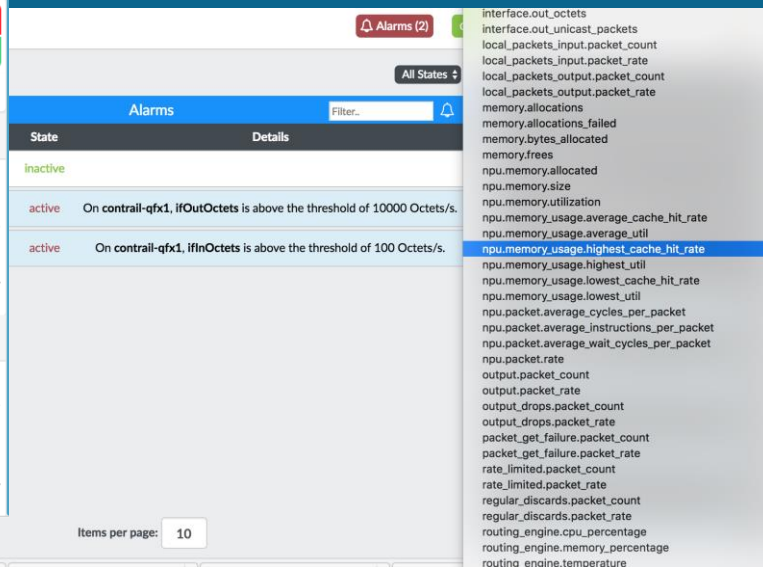 Alarms (2)
All States
Alarms
Filter..
State
Details
inactive
active
On contrail-qfx1, ifOutOctets is above the threshold of 10000 Octets/s.
active
On contrail-qfx1, ifInOctets is above the threshold of 100 Octets/s.
Items per page:
10
interface.out_octets
interface.out_unicast_packets
local_packets_input.packet_count
local_packets_input.packet_rate
local_packets_output.packet_count
local_packets_output.packet_rate
memory.allocations
memory.allocations_failed
memory.bytes_allocated
memory.frees
npu.memory.allocated
npu.memory.size
npu.memory.utilization
npu.memory_usage.average_cache_hit_rate
npu.memory_usage.average_util
npu.memory_usage.highest_cache_hit_rate
npu.memory_usage.highest_util
npu.memory_usage.lowest_cache_hit_rate
npu.memory_usage.lowest_util
npu.packet.average_cycles_per_packet
npu.packet.average_instructions_per_packet
npu.packet.average_wait_cycles_per_packet
npu.packet.rate
output.packet_count
output.packet_rate
output_drops.packet_count
output_drops.packet_rate
packet_get_failure.packet_count
packet_get_failure.packet_rate
rate_limited.packet_count
rate_limited.packet_rate
regular_discards.packet_count
regular_discards.packet_rate
routing_engine.cpu_percentage
routing_engine.memory_percentage
routing_engine.temperature